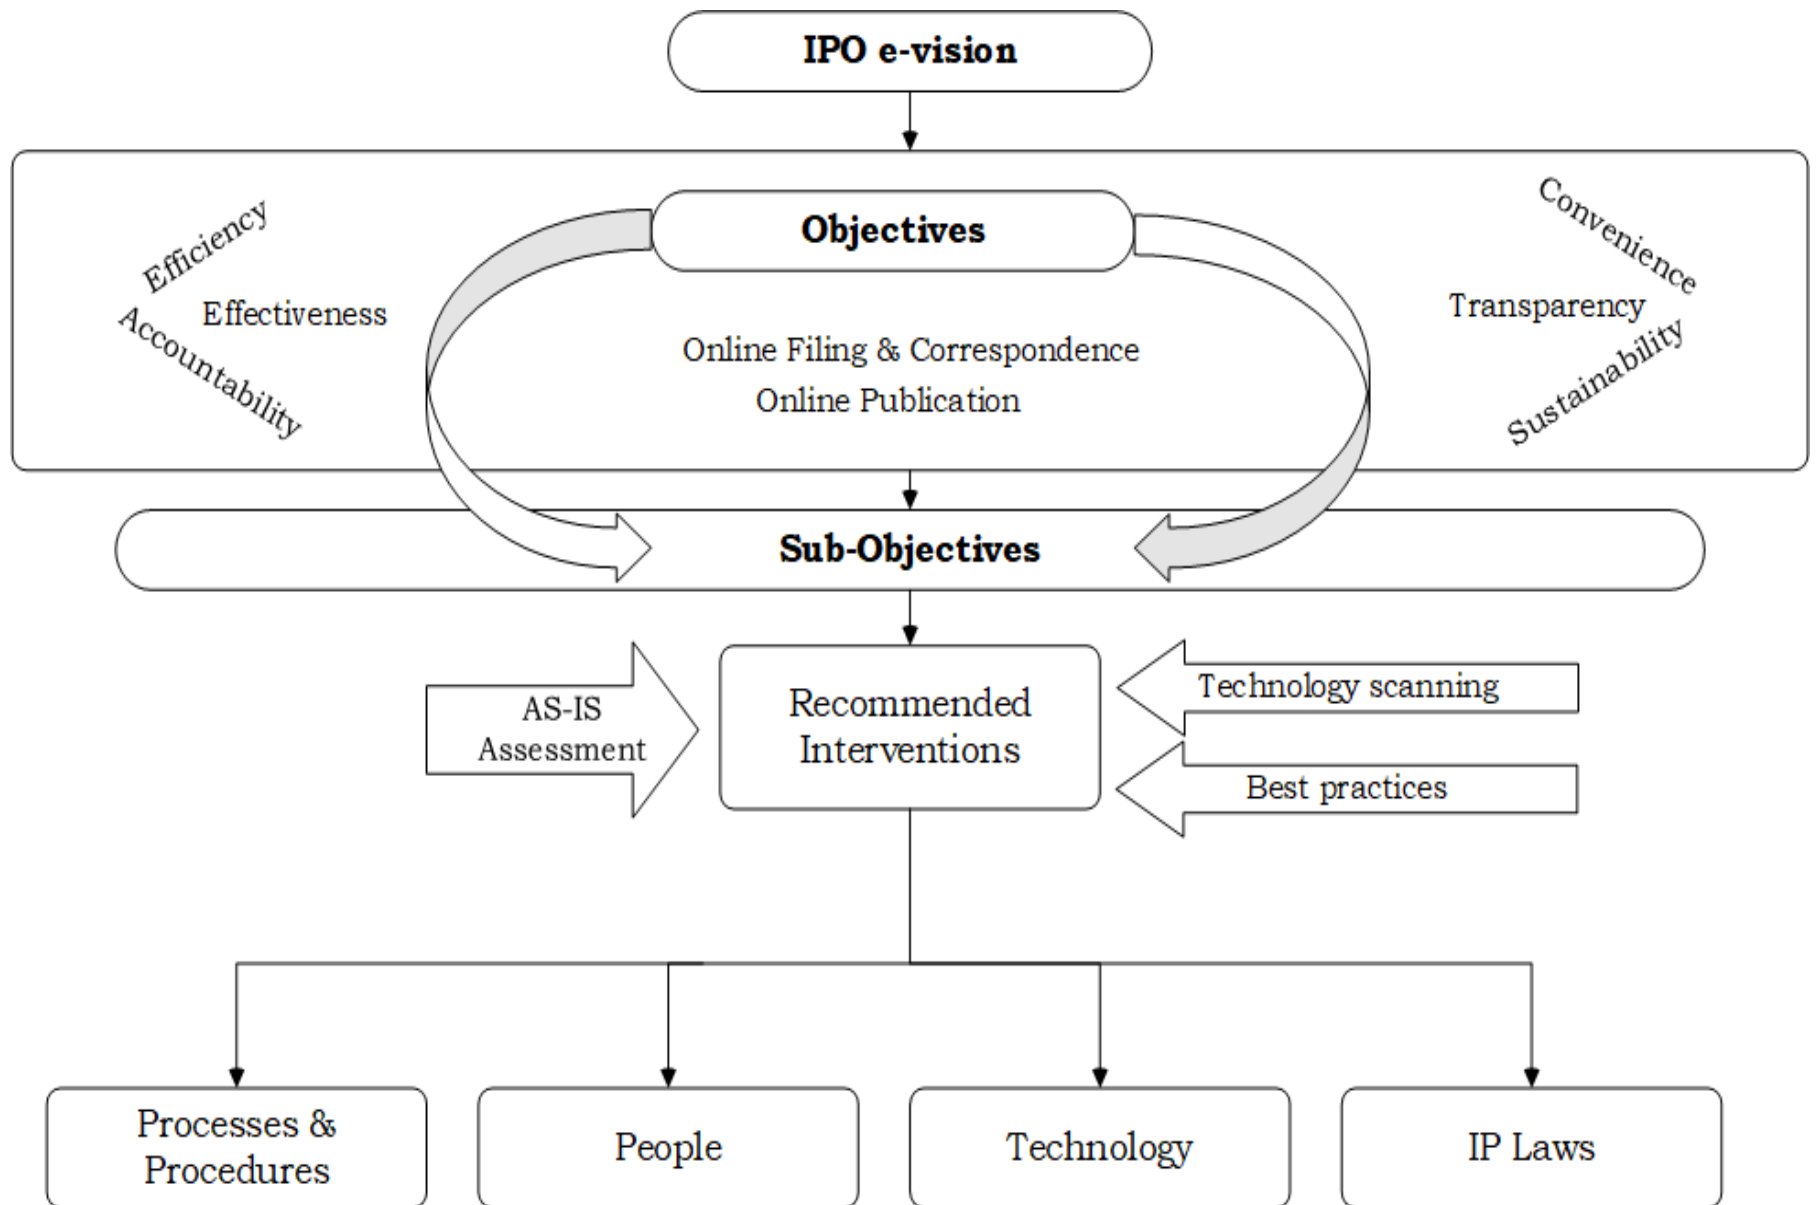 IPO e-vision
Objectives
Efficiency
Effectiveness
Accountability
Online Filing & Correspondence
Online Publication
Convenience
Transparency
Sustainability
Sub-Objectives
AS-IS
Assessment
Recommended
Interventions
Technology scanning
Best practices
Processes &
Procedures
People
Technology
IP Laws